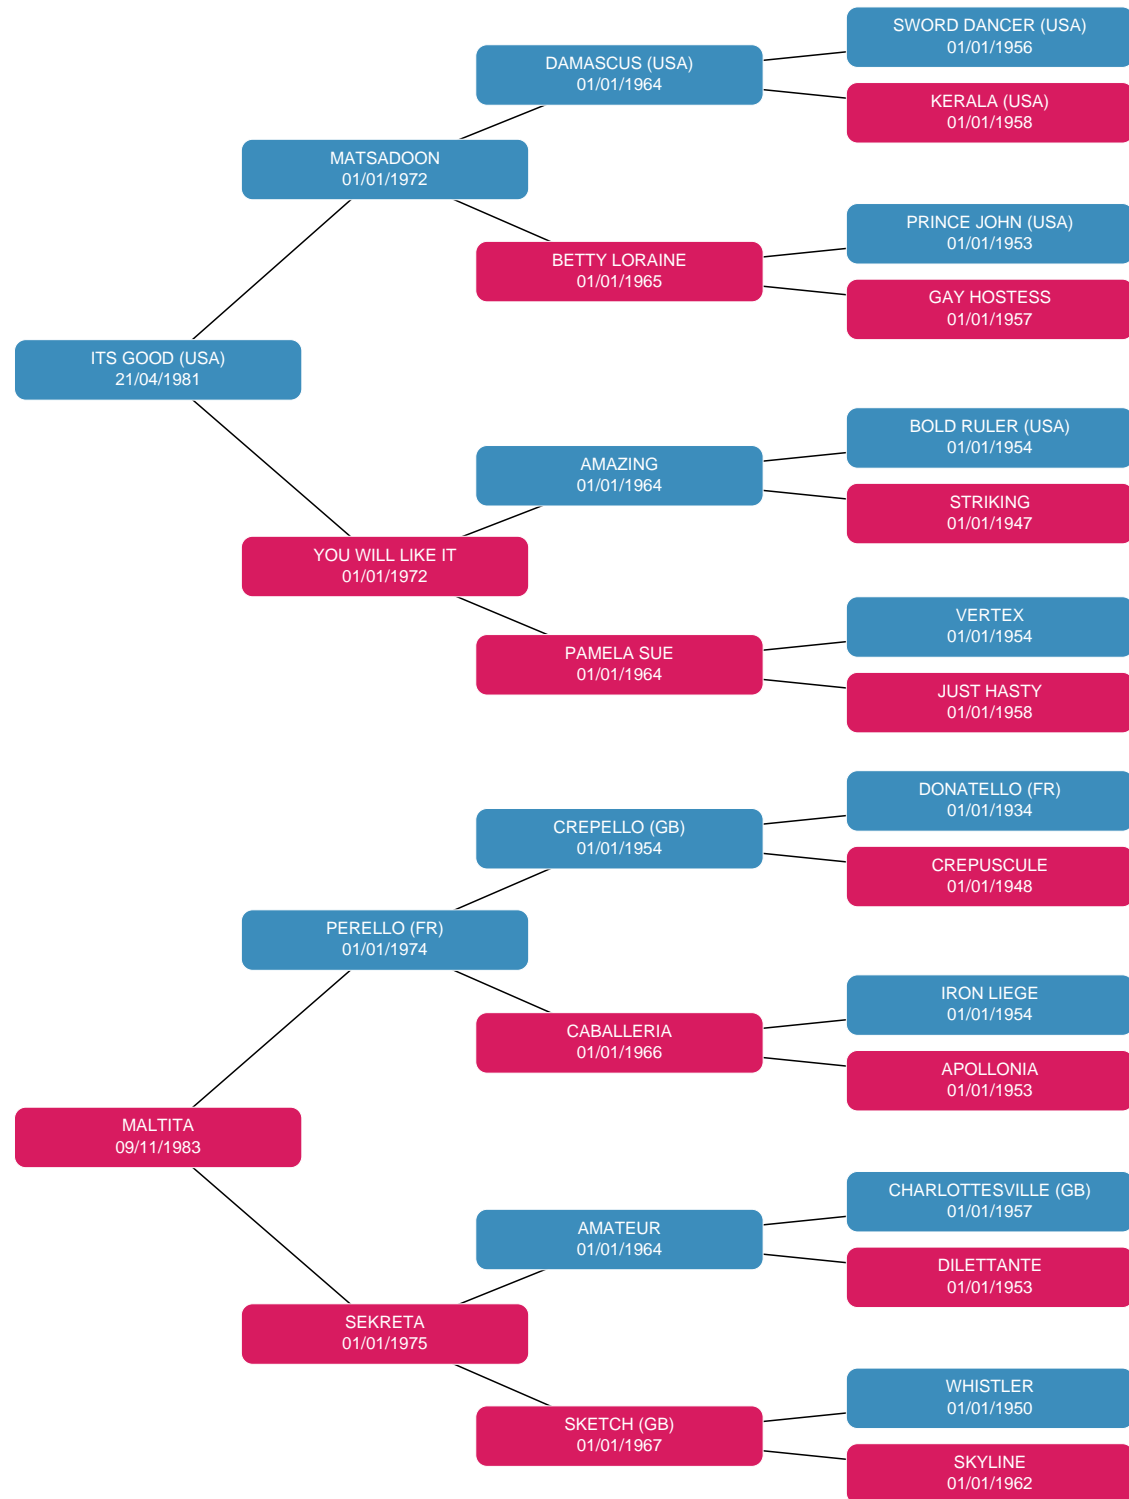 SWORD DANCER (USA)
01/01/1956
DAMASCUS (USA)
01/01/1964
KERALA (USA)
01/01/1958
MATSADOON
01/01/1972
PRINCE JOHN (USA)
01/01/1953
BETTY LORAINE
01/01/1965
GAY HOSTESS
01/01/1957
ITS GOOD (USA)
21/04/1981
BOLD RULER (USA)
01/01/1954
AMAZING
01/01/1964
STRIKING
01/01/1947
YOU WILL LIKE IT
01/01/1972
VERTEX
01/01/1954
PAMELA SUE
01/01/1964
JUST HASTY
01/01/1958
DONATELLO (FR)
01/01/1934
CREPELLO (GB)
01/01/1954
CREPUSCULE
01/01/1948
PERELLO (FR)
01/01/1974
IRON LIEGE
01/01/1954
CABALLERIA
01/01/1966
APOLLONIA
01/01/1953
MALTITA
09/11/1983
CHARLOTTESVILLE (GB)
01/01/1957
AMATEUR
01/01/1964
DILETTANTE
01/01/1953
SEKRETA
01/01/1975
WHISTLER
01/01/1950
SKETCH (GB)
01/01/1967
SKYLINE
01/01/1962